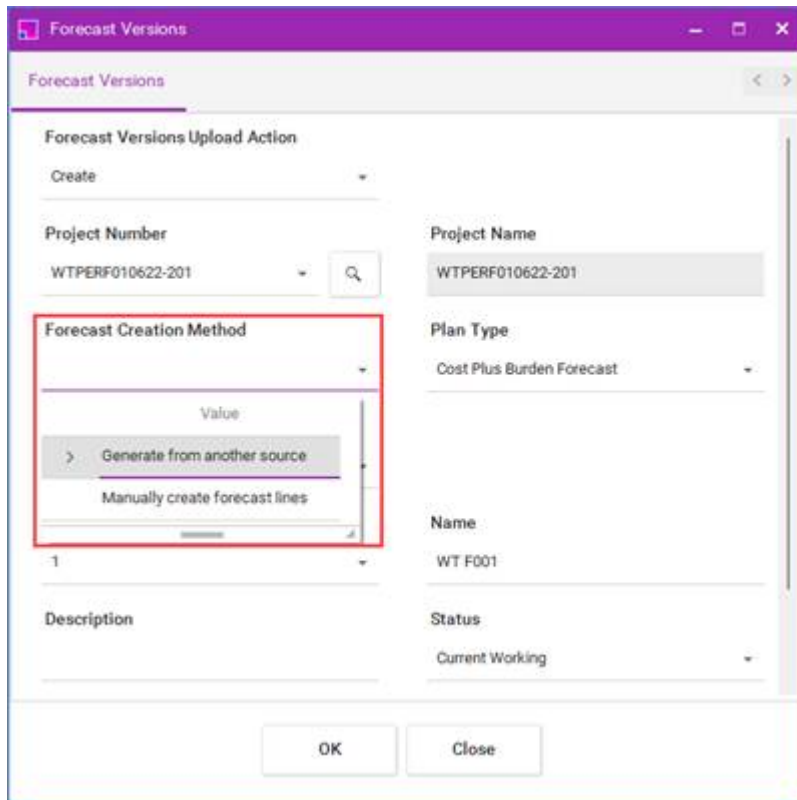 Forecast Versions
Forecast Versions
Forecast Versions Upload Action
Create
Project Number
Project Name
WTPERF010622-201
WTPERF010622-201
Forecast Creation Method
Plan Type
Cost Plus Burden Forecast
Value
Generate from another source
Manually create forecast lines
Name
1
WT F001
Description
Status
Current Working
OK
Close